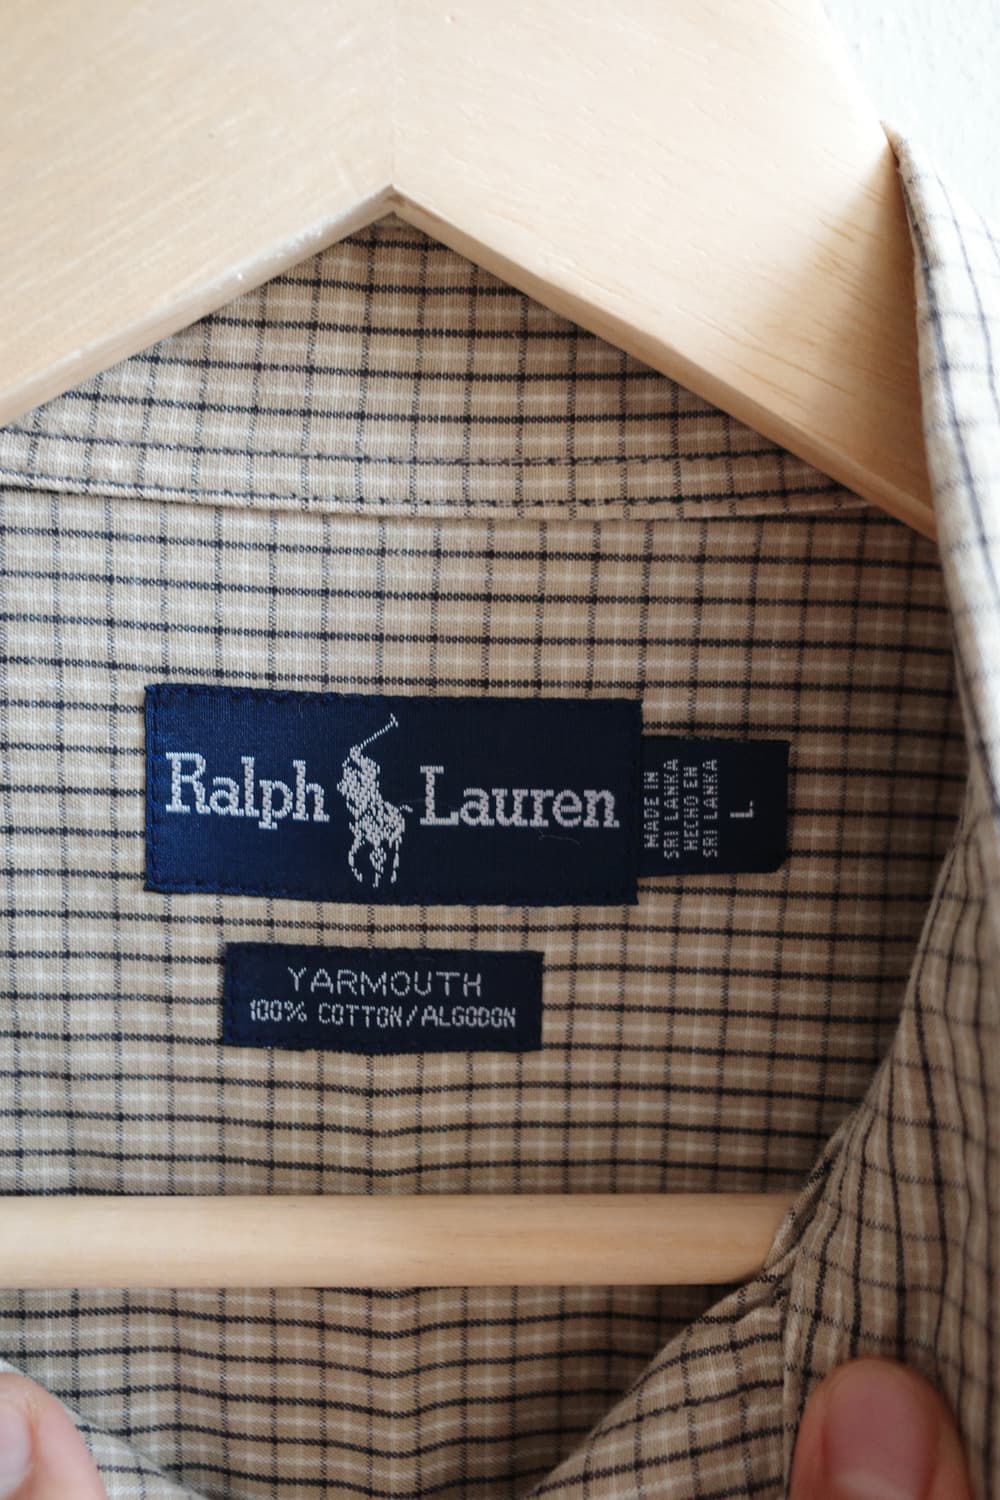 Ralph Lauren
MADE IN
SRI LANKA
HECHO EN
SRI LANKA
L
YARMOUTH
100% COTTON/ALGODON